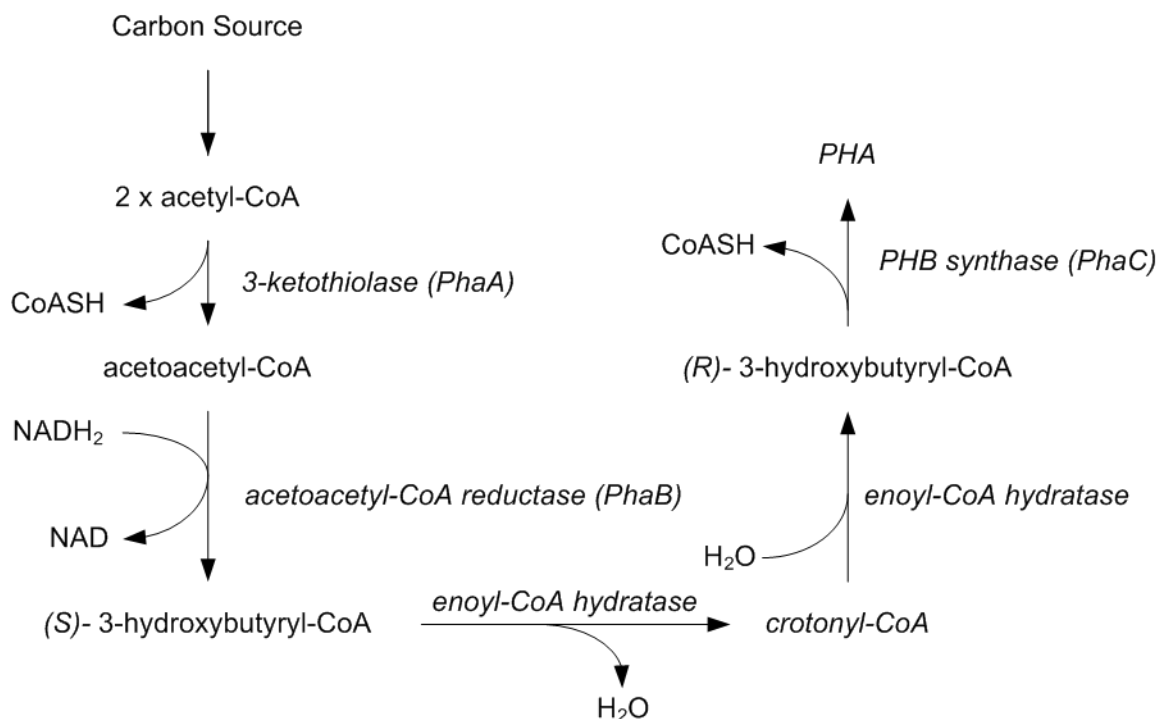 Carbon Source
2 x acetyl-CoA
CoASH
3-ketothiolase (PhaA)
acetoacetyl-CoA
NADH₂
NAD
acetoacetyl-CoA reductase (PhaB)
(S)- 3-hydroxybutyryl-CoA
enoyl-CoA hydratase
H₂O
crotonyl-CoA
H₂O
enoyl-CoA hydratase
(R)- 3-hydroxybutyryl-CoA
CoASH
PHB synthase (PhaC)
PHA